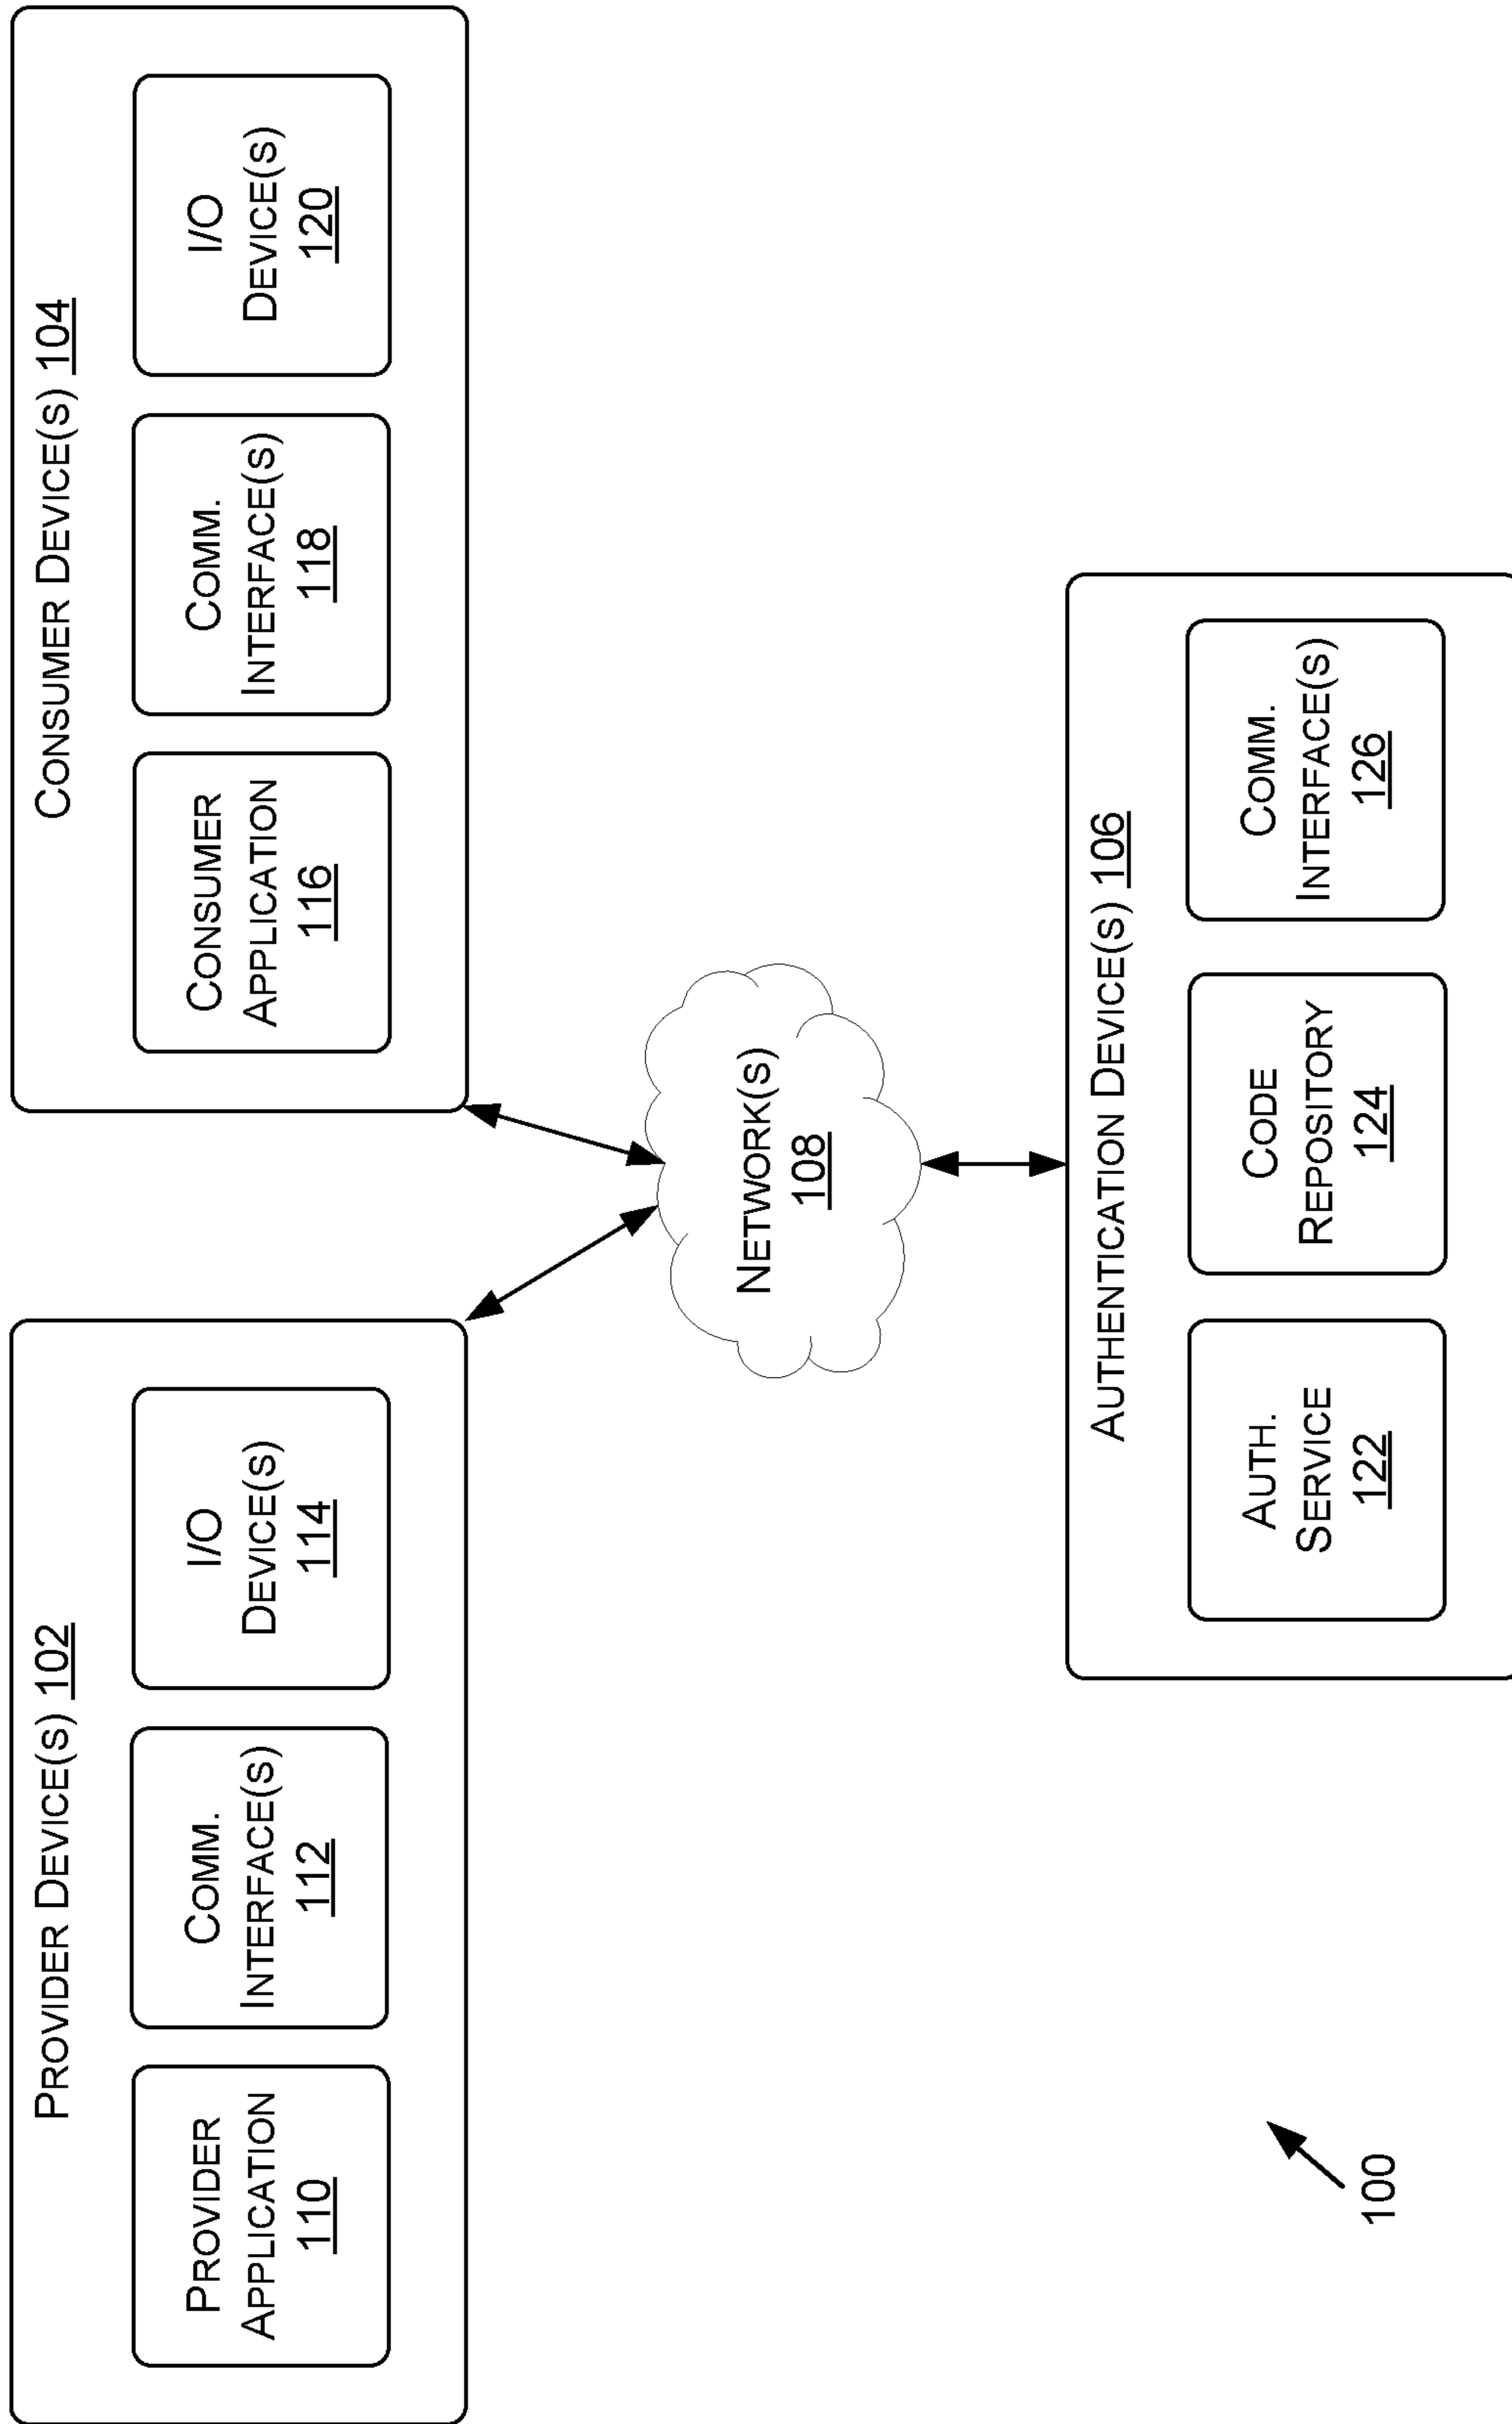 PROVIDER DEVICE(S) 102
PROVIDER
APPLICATION
110
COMM.
INTERFACE(S)
112
I/O
DEVICE(S)
114
CONSUMER DEVICE(S) 104
CONSUMER
APPLICATION
116
COMM.
INTERFACE(S)
118
I/O
DEVICE(S)
120
NETWORK(S)
108
AUTHENTICATION DEVICE(S) 106
AUTH.
SERVICE
122
CODE
REPOSITORY
124
COMM.
INTERFACE(S)
126
100